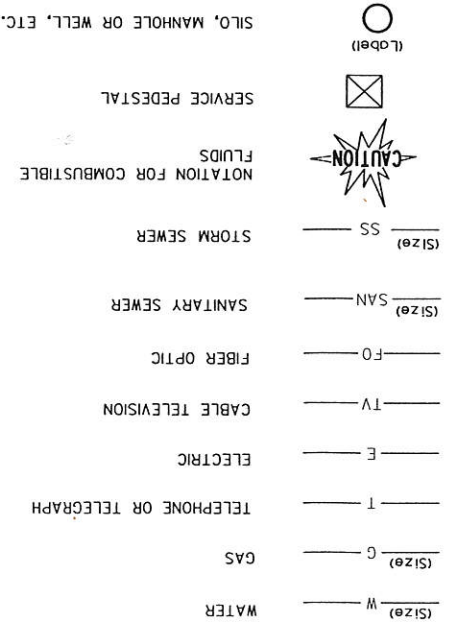 (Size) W WATER
(Size) G GAS
T TELEPHONE OR TELEGRAPH
E ELECTRIC
TV CABLE TELEVISION
FO FIBER OPTIC
(Size) SAN SANITARY SEWER
(Size) SS STORM SEWER
CAUTION NOTATION FOR COMBUSTIBLE
FLUIDS
SERVICE PEDESTAL
(Label) SILO, MANHOLE OR WELL, ETC.